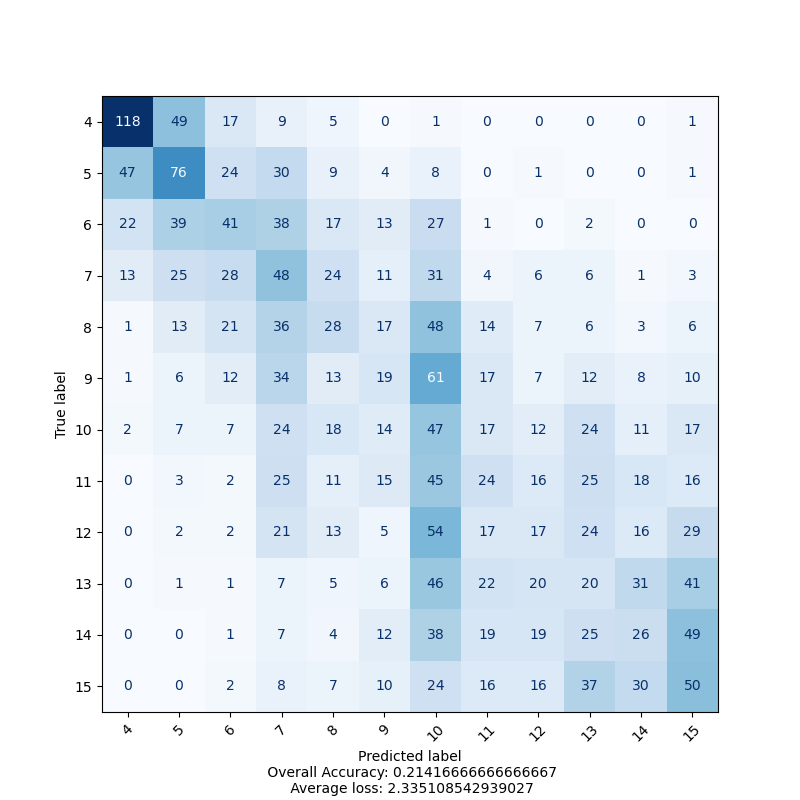 4 118 49 17 9 5 0 1 0 0 0 0 1
5 47 76 24 30 9 4 8 0 1 0 0 1
6 22 39 41 38 17 13 27 1 0 2 0 0
7 13 25 28 48 24 11 31 4 6 6 1 3
8 1 13 21 36 28 17 48 14 7 6 3 6
9 1 6 12 34 13 19 61 17 7 12 8 10
True label
10 2 7 7 24 18 14 47 17 12 24 11 17
11 0 3 2 25 11 15 45 24 16 25 18 16
12 0 2 2 21 13 5 54 17 17 24 16 29
13 0 1 1 7 5 6 46 22 20 20 31 41
14 0 0 1 7 4 12 38 19 19 25 26 49
15 0 0 2 8 7 10 24 16 16 37 30 50
4 5 6 7 8 9 10 11 12 13 14 15
Predicted label
Overall Accuracy: 0.21416666666666667
Average loss: 2.335108542939027